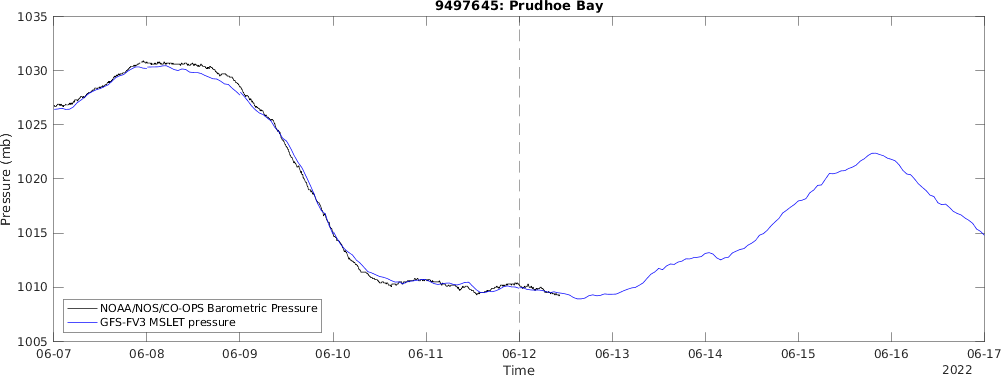 9497645: Prudhoe Bay
1035
1030
1025
1020
1015
1010
1005
Pressure (mb)
NOAA/NOS/CO-OPS Barometric Pressure
GFS-FV3 MSLET pressure
06-07 06-08 06-09 06-10 06-11 06-12 06-13 06-14 06-15 06-16 06-17
Time
2022